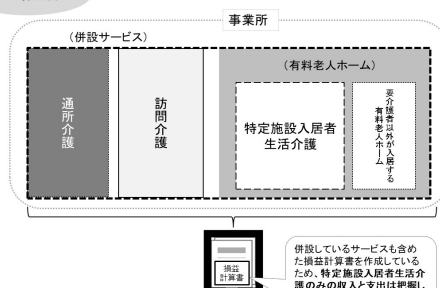 事業所
(併設サービス)
(有料老人ホーム)
通所介護
訪問介護
特定施設入居者
生活介護
要介護者以外が入居する
有料老人ホーム
損益
計算書
併設しているサービスも含め
た損益計算書を作成している
ため、特定施設入居者生活介
護のみの収入と支出は把握し